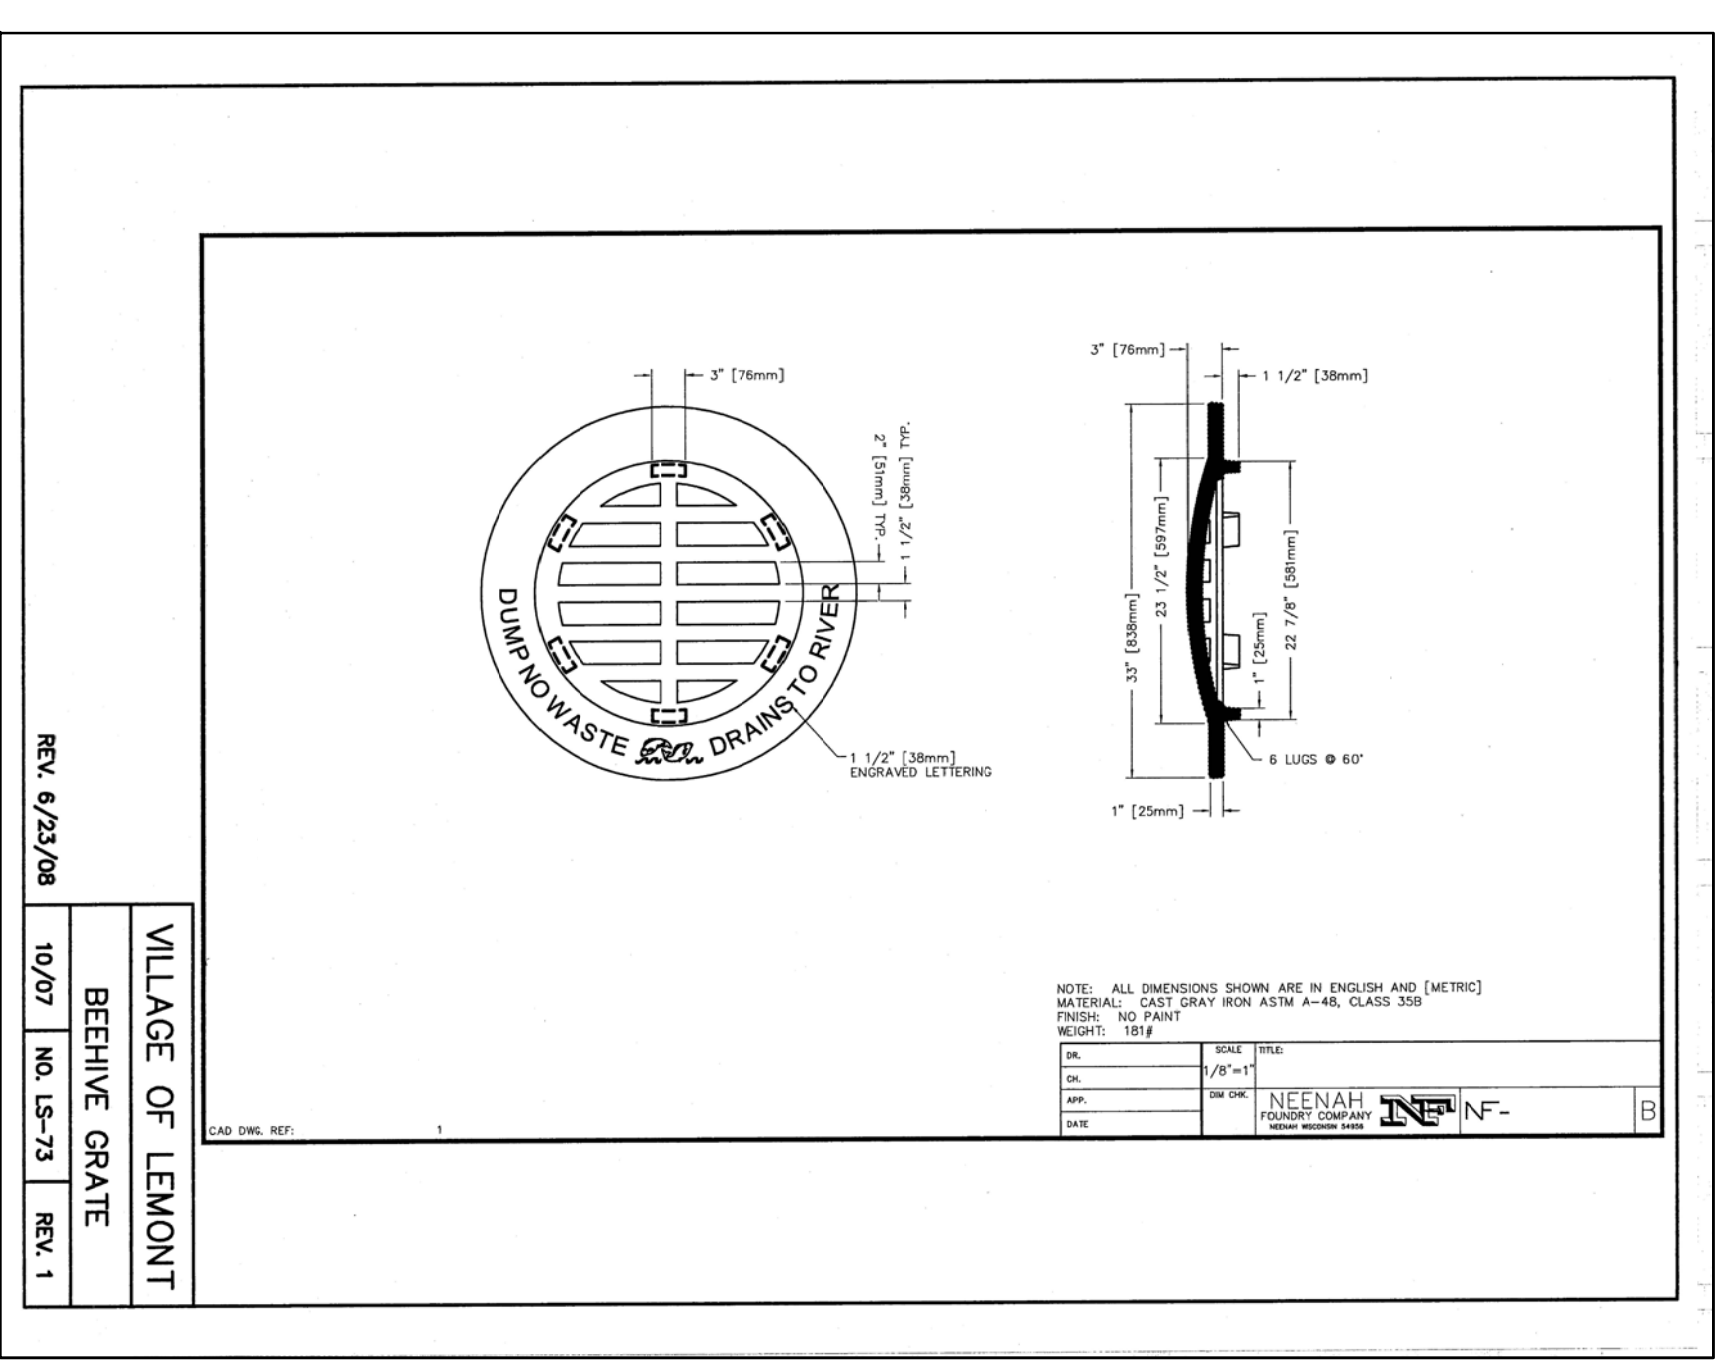 3" [76mm]
2" [51mm] TYP.
1 1/2" [38mm] TYP.
DUMP NO WASTE
DRAINS TO RIVER
1 1/2" [38mm]
ENGRAVED LETTERING
3" [76mm]
1 1/2" [38mm]
33" [838mm]
23 1/2" [597mm]
1" [25mm]
22 7/8" [581mm]
6 LUGS @ 60°
1" [25mm]
NOTE: ALL DIMENSIONS SHOWN ARE IN ENGLISH AND [METRIC]
MATERIAL: CAST GRAY IRON ASTM A-48, CLASS 35B
FINISH: NO PAINT
WEIGHT: 181#
DR.
CH.
APP.
DATE
SCALE
1/8"=1"
DIM CHK.
TITLE:
NEENAH
FOUNDRY COMPANY
NEENAH WISCONSIN 54956
NF-
B
CAD DWG. REF:
1
VILLAGE OF LEMONT
BEEHIVE GRATE
REV. 6/23/08
10/07
NO. LS-73
REV. 1